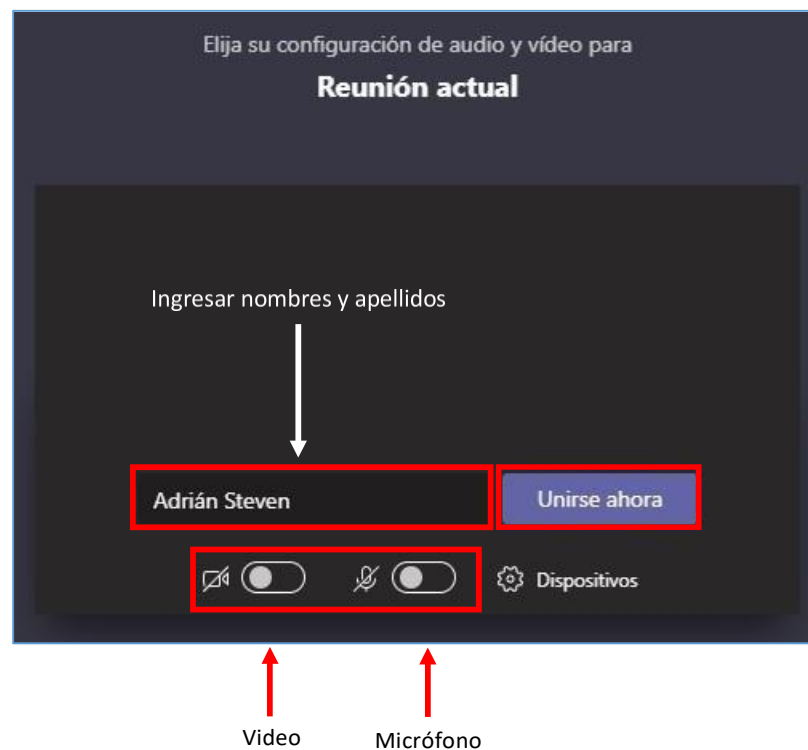 Elija su configuración de audio y vídeo para
Reunión actual
Ingresar nombres y apellidos
Adrián Steven
Unirse ahora
Dispositivos
Video
Micrófono